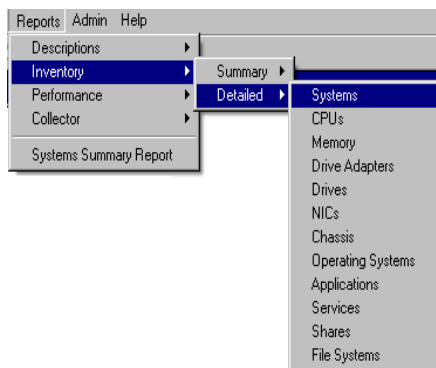 Reports Admin Help
Descriptions
Inventory
Performance
Collector
Systems Summary Report
Summary
Detailed
Systems
CPUs
Memory
Drive Adapters
Drives
NICs
Chassis
Operating Systems
Applications
Services
Shares
File Systems